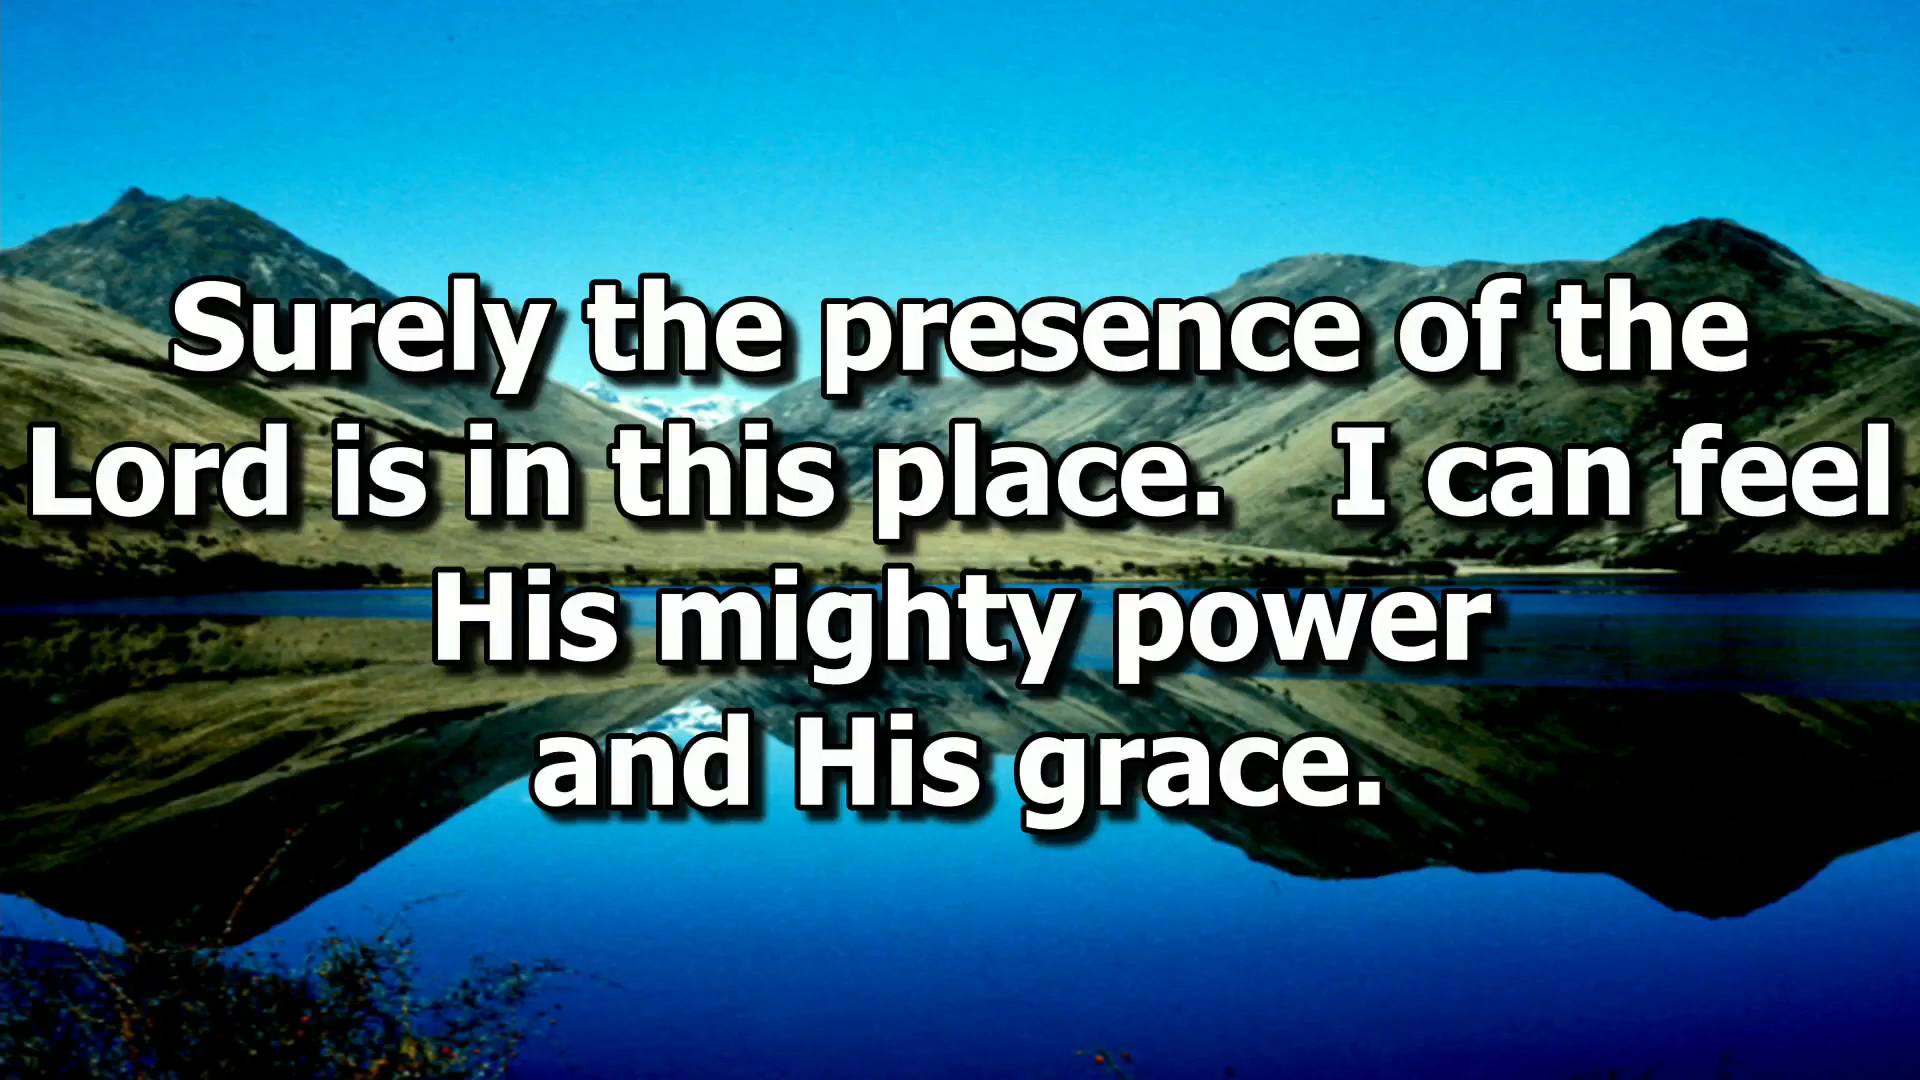 Surely the presence of the
Lord is in this place. I can feel
His mighty power
and His grace.